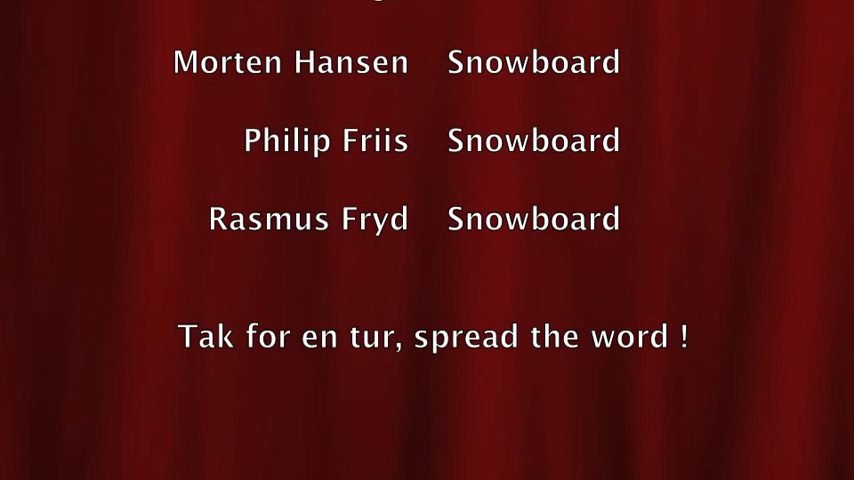 Morten Hansen Snowboard
Philip Friis Snowboard
Rasmus Fryd Snowboard
Tak for en tur, spread the word !